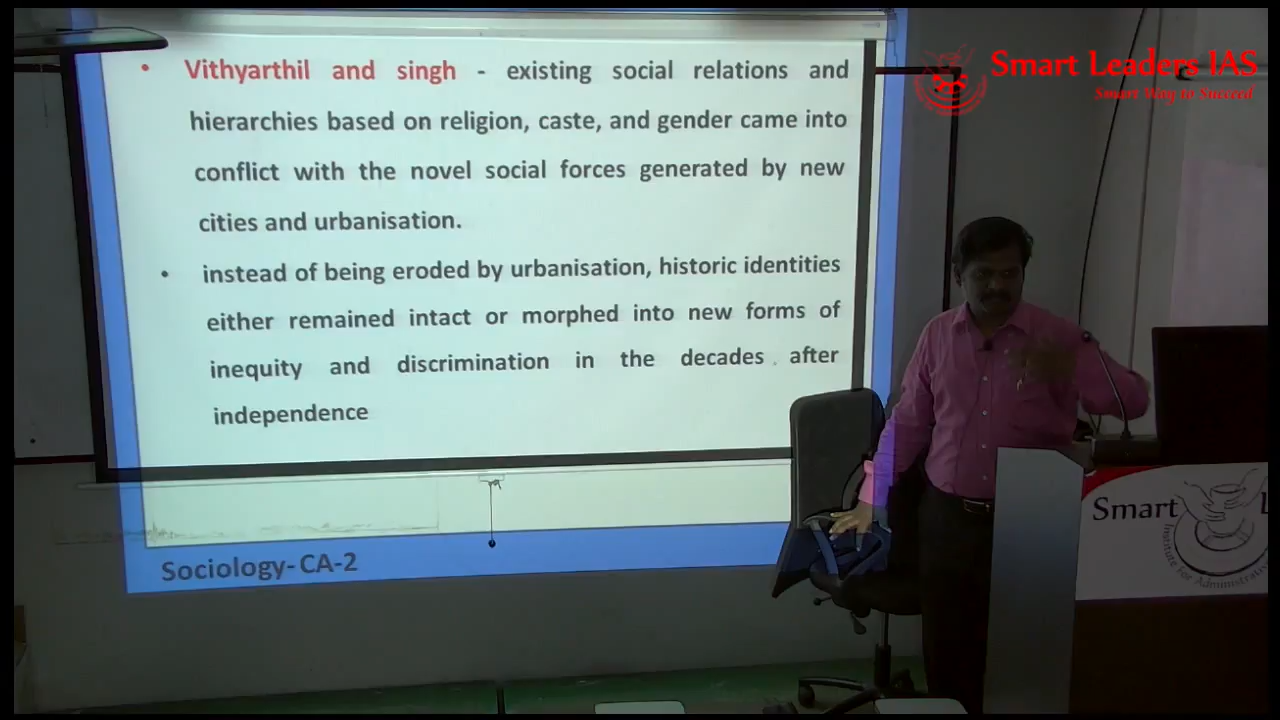 • Vithyarthil and singh - existing social relations and
hierarchies based on religion, caste, and gender came into
conflict with the novel social forces generated by new
cities and urbanisation.
• instead of being eroded by urbanisation, historic identities
either remained intact or morphed into new forms of
inequity and discrimination in the decades after
independence
Sociology-CA-2
Smart Leaders IAS
Smart Way to Succeed
Smart L
Institute for Administrativ